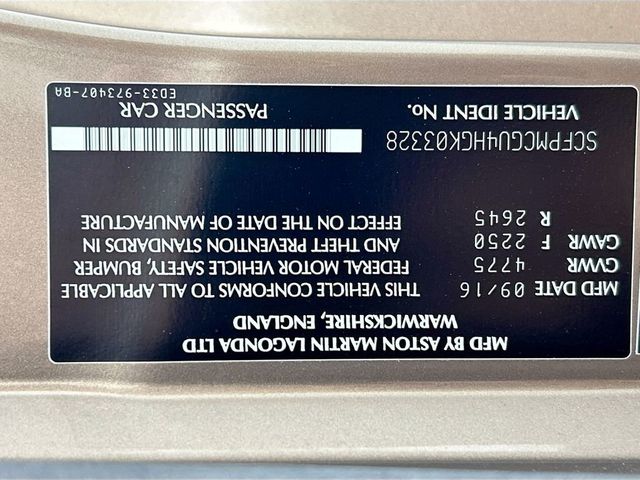 MFD BY ASTON MARTIN LAGONDA LTD
WARWICKSHIRE, ENGLAND
MFD DATE 09/16
GVWR 4775
GAWR F 2250
R 2645
THIS VEHICLE CONFORMS TO ALL APPLICABLE
FEDERAL MOTOR VEHICLE SAFETY, BUMPER,
AND THEFT PREVENTION STANDARDS IN
EFFECT ON THE DATE OF MANUFACTURE
SCFPMCGU4HGK03328
VEHICLE IDENT No.
PASSENGER CAR
ED33-973407-BA